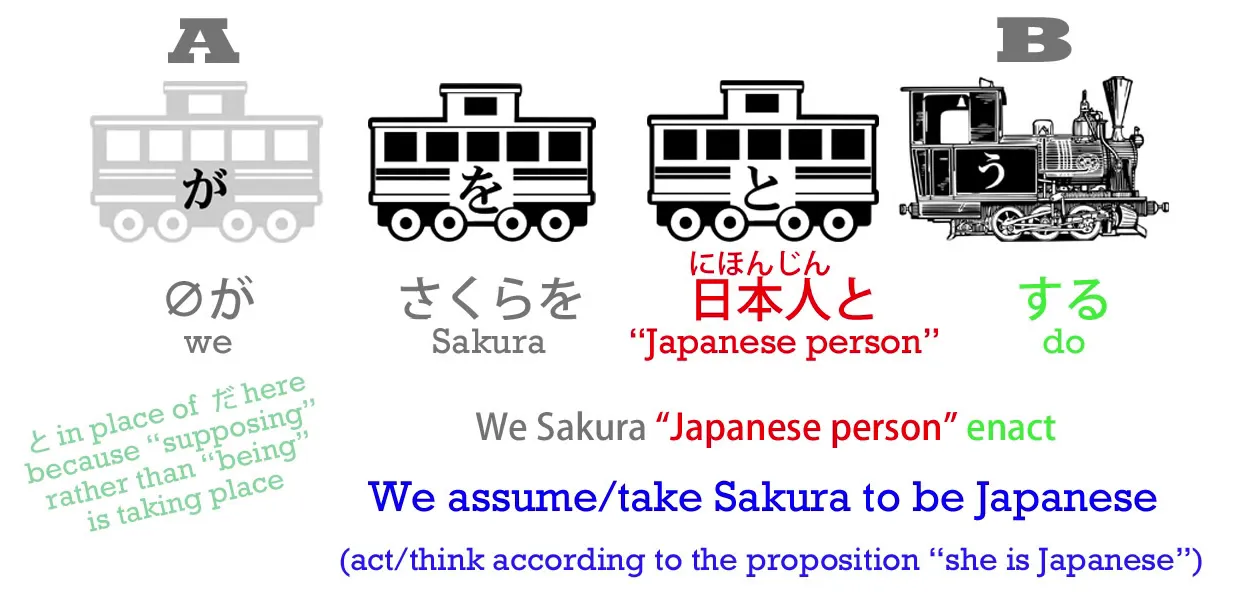 A B
が を と う
にほんじん
∅が さくらを 日本人と する
we Sakura “Japanese person” do
と in place of だ here
because “supposing”
rather than “being”
is taking place
We Sakura “Japanese person” enact
We assume/take Sakura to be Japanese
(act/think according to the proposition “she is Japanese”)